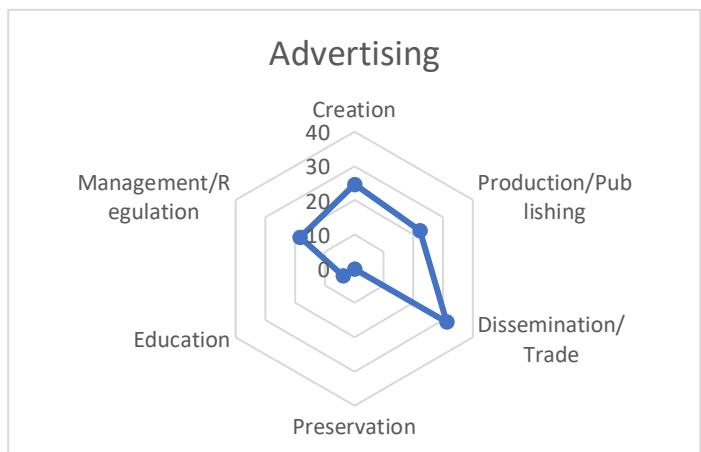 Advertising
Creation
40
30
20
10
0
Management/R
egulation
Production/Pub
lishing
Education
Dissemination/
Trade
Preservation